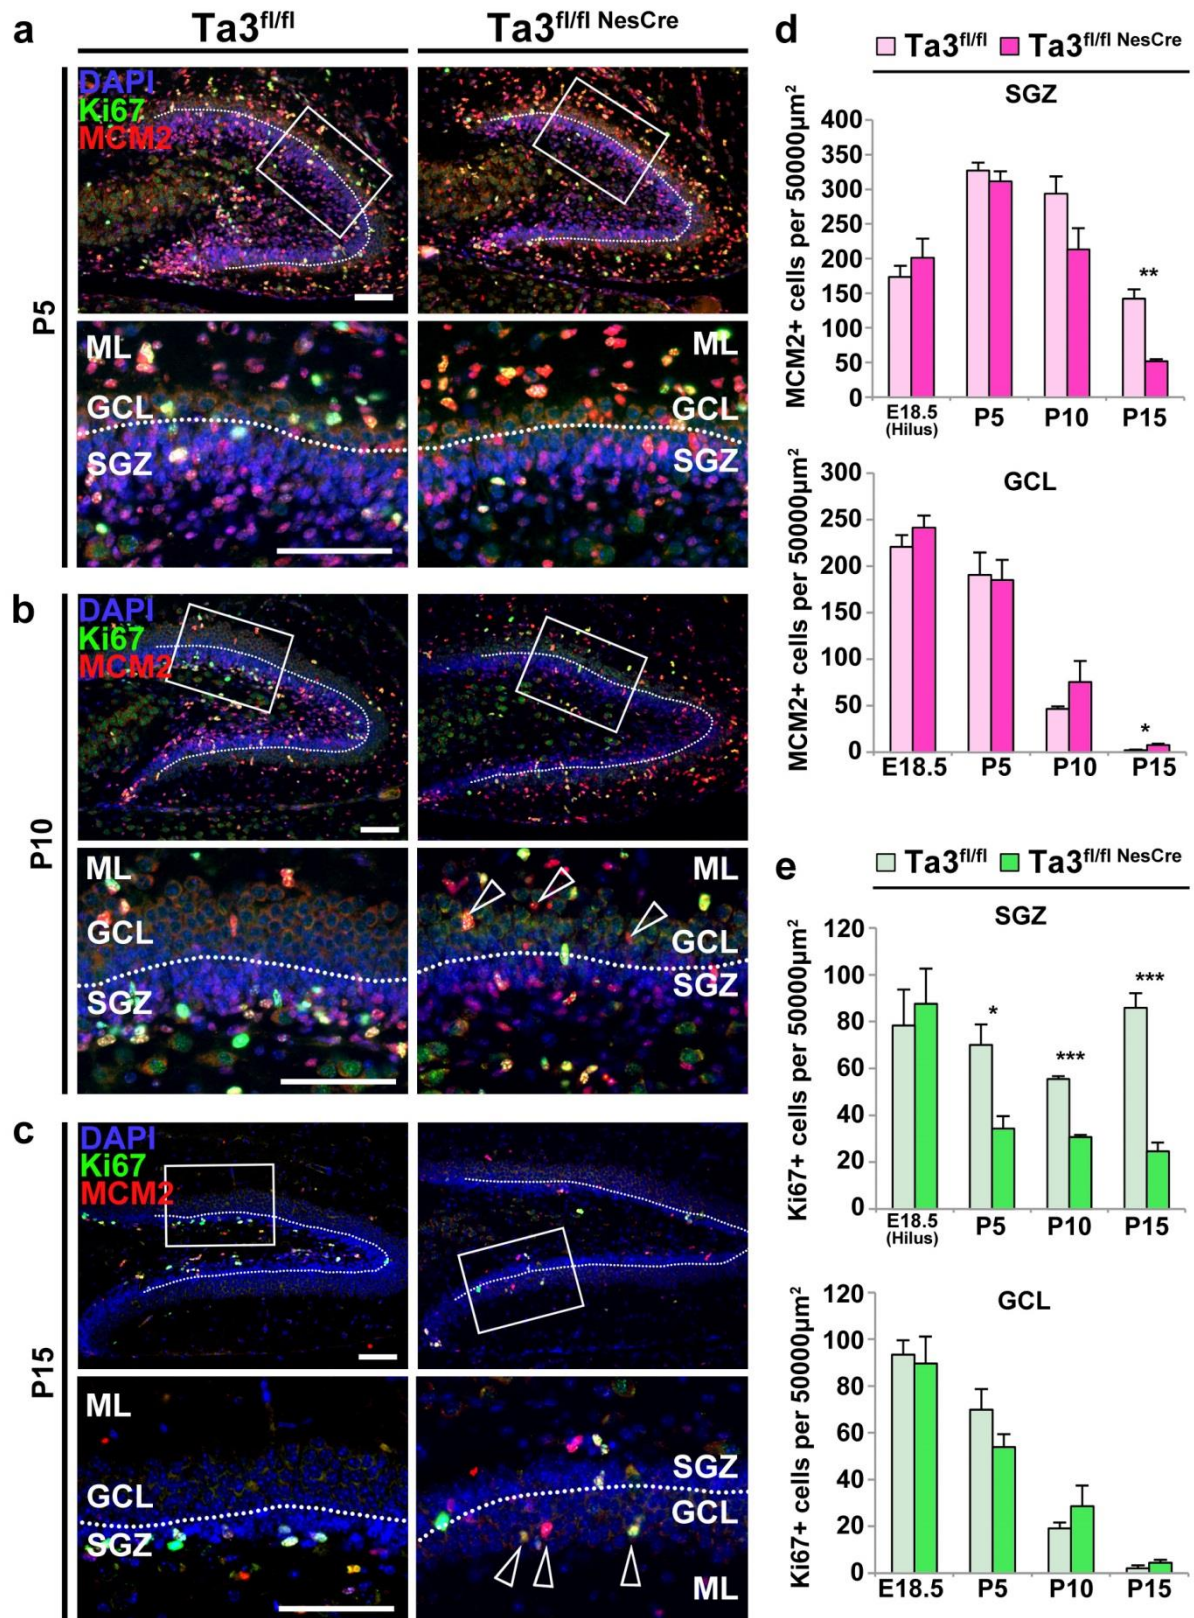 a
Ta3fl/fl
Ta3fl/fl NesCre
P5
DAPI
Ki67
MCM2
ML
GCL
SGZ
ML
GCL
SGZ
b
P10
DAPI
Ki67
MCM2
ML
GCL
SGZ
ML
GCL
SGZ
c
P15
DAPI
Ki67
MCM2
ML
GCL
SGZ
SGZ
GCL
ML
d
Ta3fl/fl Ta3fl/fl NesCre
SGZ
MCM2+ cells per 50000µm²
400
350
300
250
200
150
100
50
0
**
E18.5 P5 P10 P15
(Hilus)
GCL
MCM2+ cells per 50000µm²
300
250
200
150
100
50
0
*
E18.5 P5 P10 P15
e
Ta3fl/fl Ta3fl/fl NesCre
SGZ
Ki67+ cells per 50000µm²
120
100
80
60
40
20
0
* *** ***
E18.5 P5 P10 P15
(Hilus)
GCL
Ki67+ cells per 50000µm²
120
100
80
60
40
20
0
E18.5 P5 P10 P15